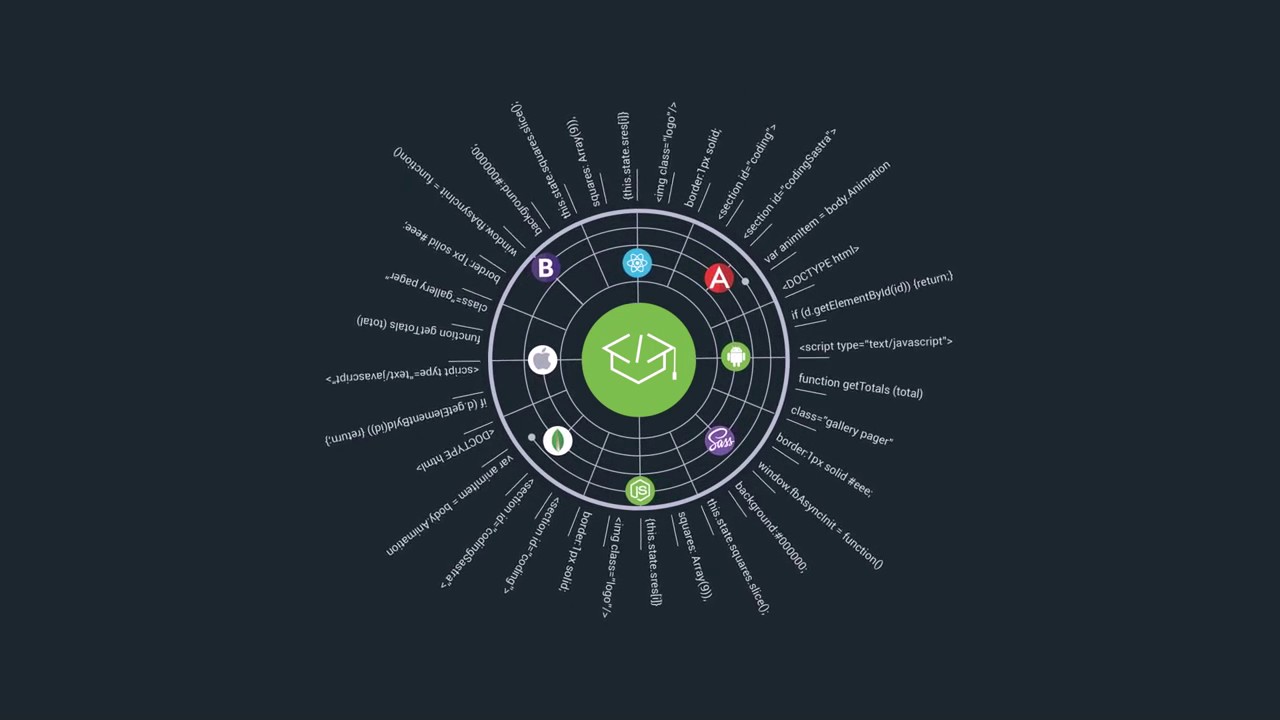 {this.state.sres[i]}
<img class="logo"/>
border:1px solid;
<section id="coding">
<section id="codingSastra">
var animItem = body.Animation
<DOCTYPE html>
if (d.getElementById(id)) {return;}
<script type="text/javascript">
function getTotals (total)
class="gallery pager"
border:1px solid #eee;
window.fbAsyncInit = function()
background:#000000;
this.state.squares.slice();
squares: Array(9)),
{this.state.sres[i]}
<img class="logo"/>
border:1px solid;
<section id="coding">
<section id="codingSastra">
var animItem = body.Animation
<DOCTYPE html>
if (d.getElementById(id)) {return;}
<script type="text/javascript">
function getTotals (total)
class="gallery pager"
border:1px solid #eee;
window.fbAsyncInit = function()
background:#000000;
this.state.squares.slice();
squares: Array(9)),
B
A
Sass
JS